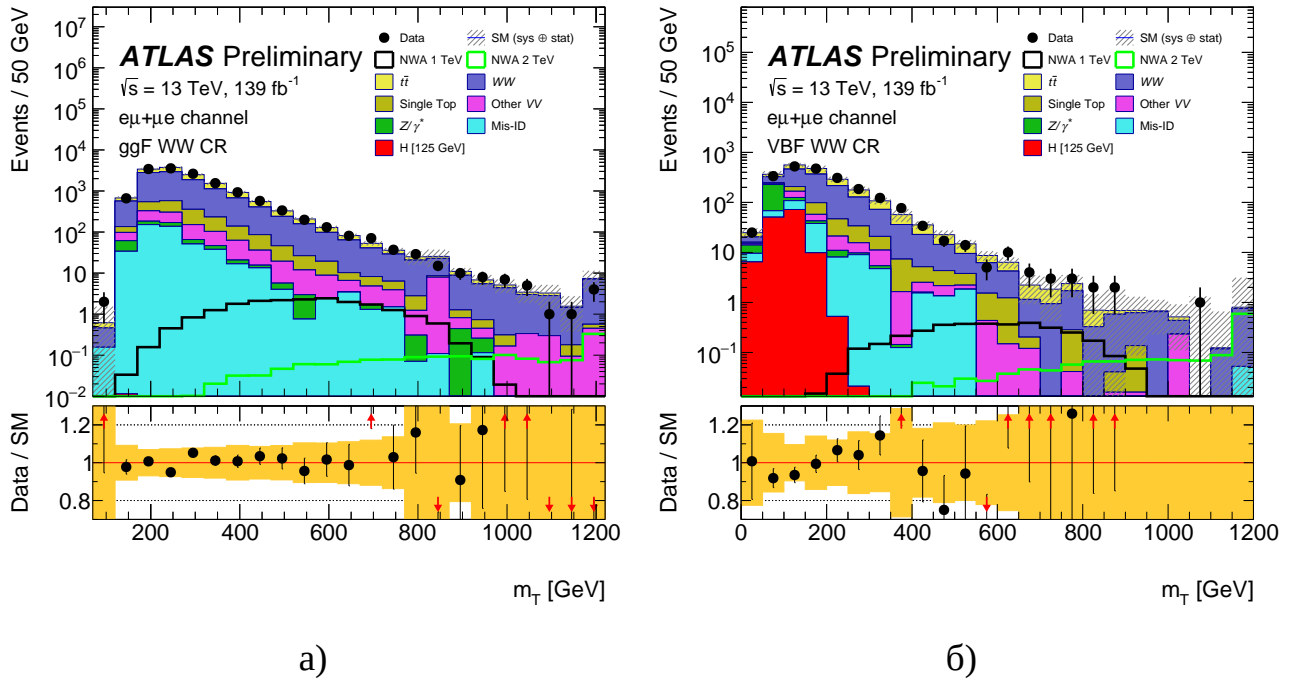 Events / 50 GeV
10⁷
10⁶
10⁵
10⁴
10³
10²
10
1
10⁻¹
10⁻²
ATLAS Preliminary
√s = 13 TeV, 139 fb⁻¹
eμ+μe channel
ggF WW CR
Data
SM (sys ⊕ stat)
NWA 1 TeV
NWA 2 TeV
tt̄
WW
Single Top
Other VV
Z/γ*
Mis-ID
H [125 GeV]
Data / SM
1.2
1
0.8
200 400 600 800 1000 1200
m_T [GeV]
а)
Events / 50 GeV
10⁵
10⁴
10³
10²
10
1
10⁻¹
ATLAS Preliminary
√s = 13 TeV, 139 fb⁻¹
eμ+μe channel
VBF WW CR
Data
SM (sys ⊕ stat)
NWA 1 TeV
NWA 2 TeV
tt̄
WW
Single Top
Other VV
Z/γ*
Mis-ID
H [125 GeV]
Data / SM
1.2
1
0.8
0 200 400 600 800 1000 1200
m_T [GeV]
б)